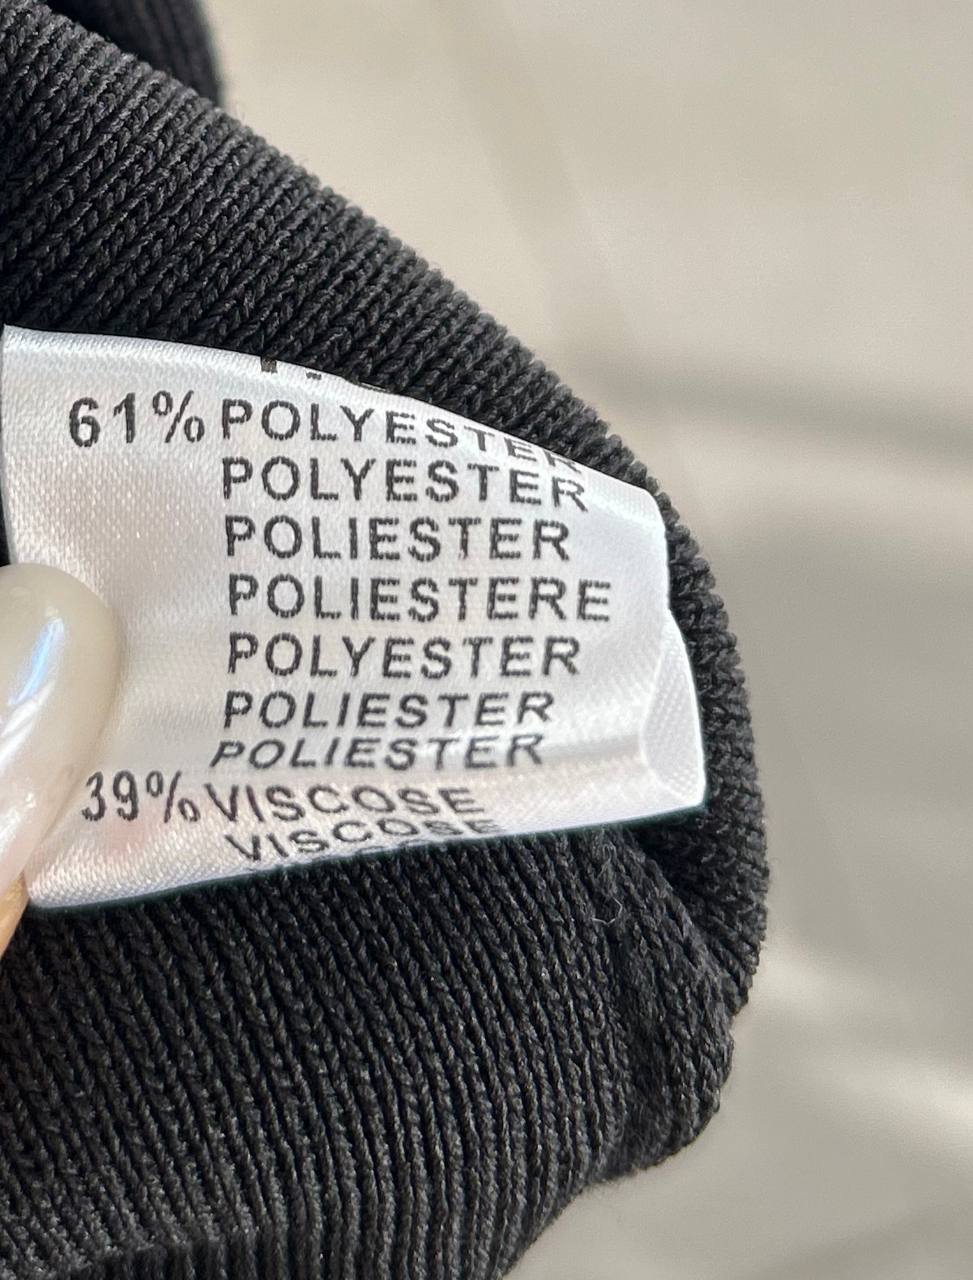 61% POLYESTER
POLYESTER
POLIESTER
POLIESTERE
POLYESTER
POLIESTER
POLIESTER
39% VISCOSE
VISCOSE